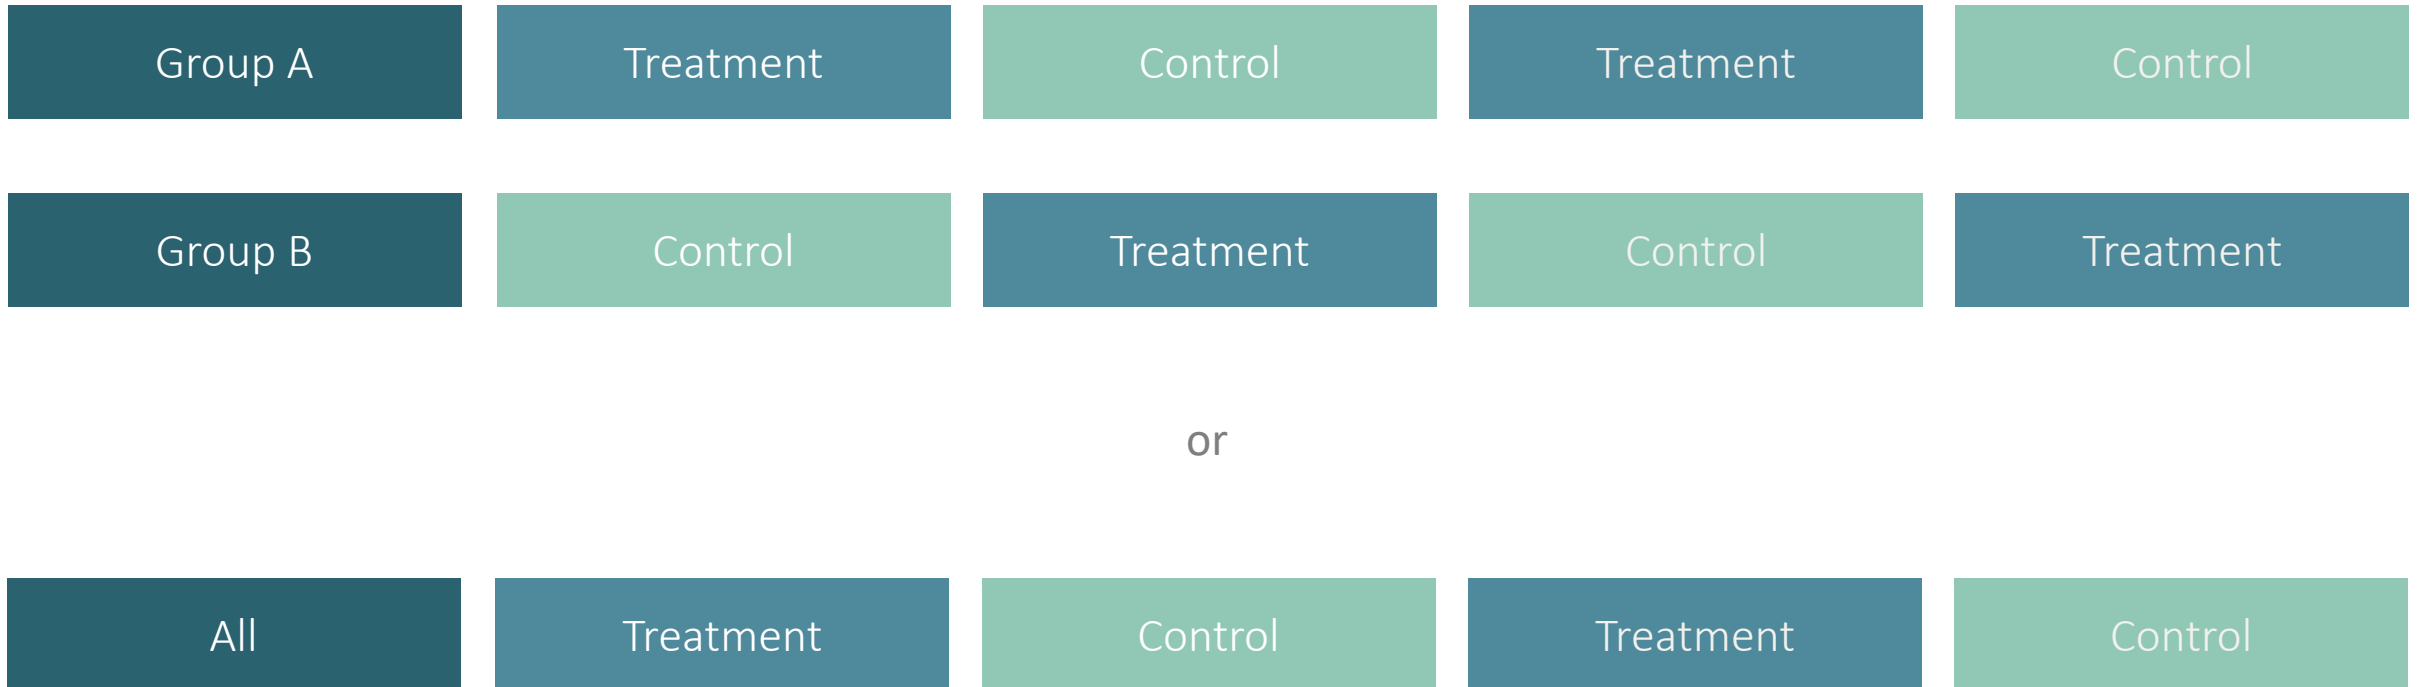 Group A Treatment Control Treatment Control
Group B Control Treatment Control Treatment
or
All Treatment Control Treatment Control